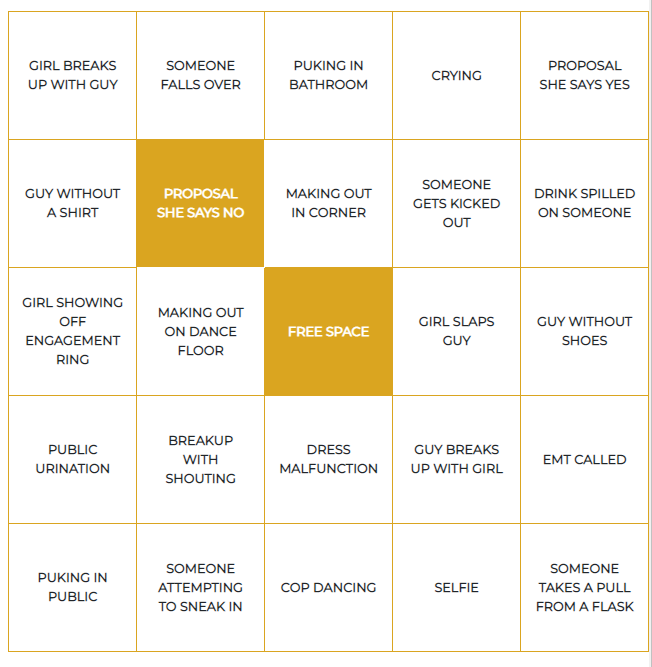 GIRL BREAKS
UP WITH GUY
SOMEONE
FALLS OVER
PUKING IN
BATHROOM
CRYING
PROPOSAL
SHE SAYS YES
GUY WITHOUT
A SHIRT
PROPOSAL
SHE SAYS NO
MAKING OUT
IN CORNER
SOMEONE
GETS KICKED
OUT
DRINK SPILLED
ON SOMEONE
GIRL SHOWING
OFF
ENGAGEMENT
RING
MAKING OUT
ON DANCE
FLOOR
FREE SPACE
GIRL SLAPS
GUY
GUY WITHOUT
SHOES
PUBLIC
URINATION
BREAKUP
WITH
SHOUTING
DRESS
MALFUNCTION
GUY BREAKS
UP WITH GIRL
EMT CALLED
PUKING IN
PUBLIC
SOMEONE
ATTEMPTING
TO SNEAK IN
COP DANCING
SELFIE
SOMEONE
TAKES A PULL
FROM A FLASK